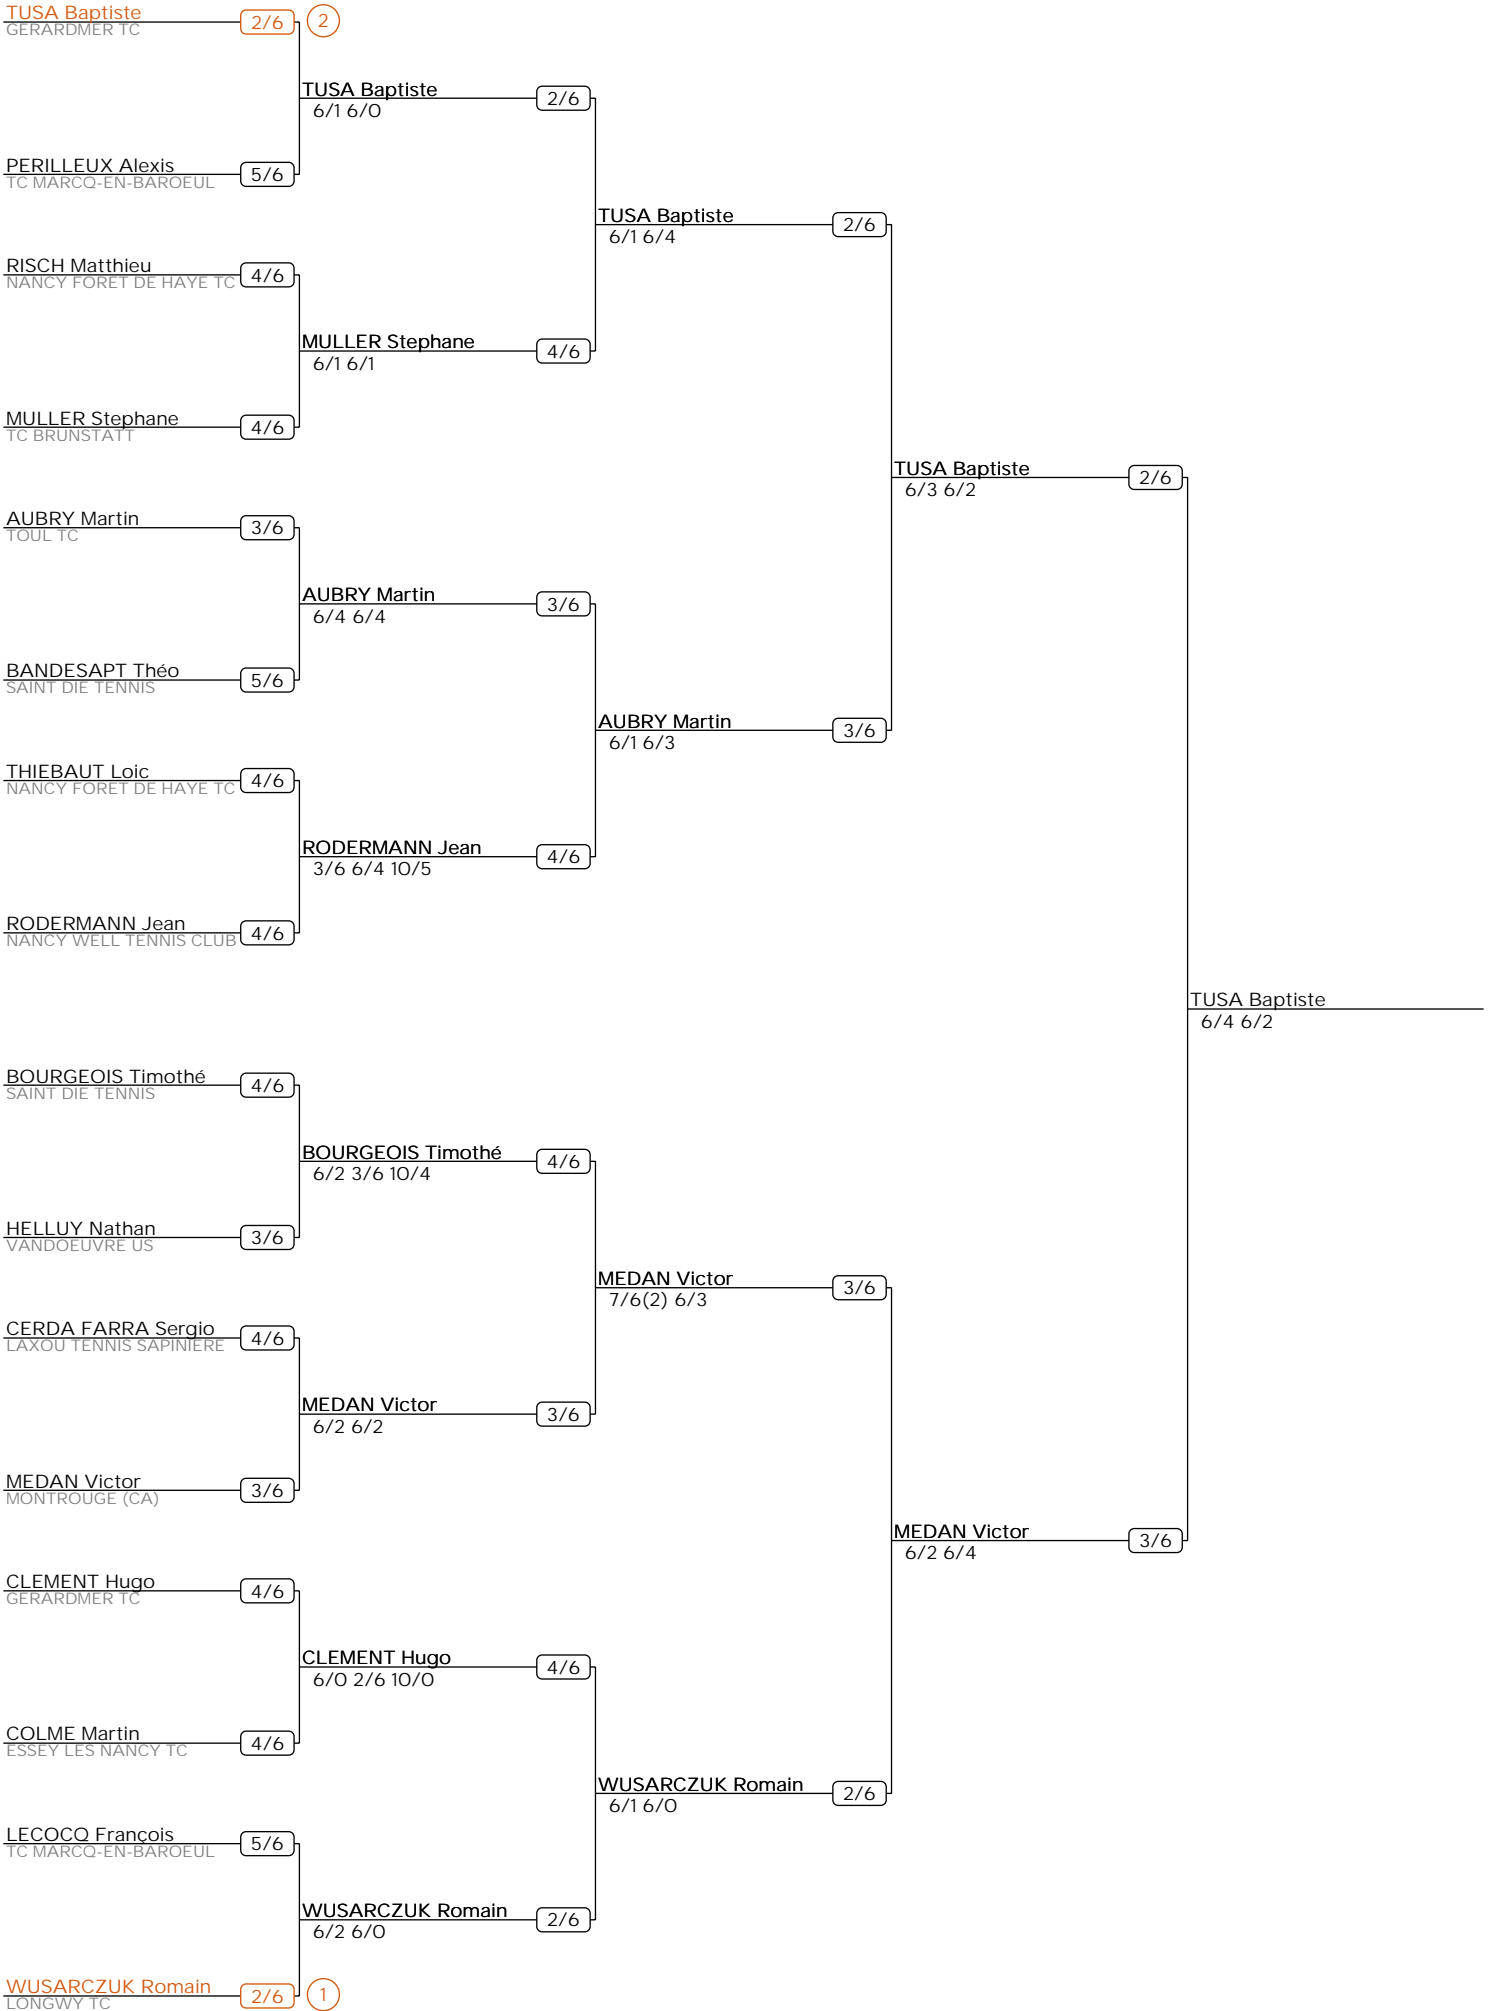 TUSA Baptiste
GERARDMER TC
2/6
2
TUSA Baptiste
6/1 6/0
2/6
PERILLEUX Alexis
TC MARCQ-EN-BAROEUL
5/6
TUSA Baptiste
6/1 6/4
2/6
RISCH Matthieu
NANCY FORET DE HAYE TC
4/6
MULLER Stephane
6/1 6/1
4/6
MULLER Stephane
TC BRUNSTATT
4/6
TUSA Baptiste
6/3 6/2
2/6
AUBRY Martin
TOUL TC
3/6
AUBRY Martin
6/4 6/4
3/6
BANDESAPT Théo
SAINT DIE TENNIS
5/6
AUBRY Martin
6/1 6/3
3/6
THIEBAUT Loic
NANCY FORET DE HAYE TC
4/6
RODERMANN Jean
3/6 6/4 10/5
4/6
RODERMANN Jean
NANCY WELL TENNIS CLUB
4/6
TUSA Baptiste
6/4 6/2
BOURGEOIS Timothé
SAINT DIE TENNIS
4/6
BOURGEOIS Timothé
6/2 3/6 10/4
4/6
HELLUY Nathan
VANDOEUVRE US
3/6
MEDAN Victor
7/6(2) 6/3
3/6
CERDA FARRA Sergio
LAXOU TENNIS SAPINIERE
4/6
MEDAN Victor
6/2 6/2
3/6
MEDAN Victor
MONTROUGE (CA)
3/6
MEDAN Victor
6/2 6/4
3/6
CLEMENT Hugo
GERARDMER TC
4/6
CLEMENT Hugo
6/0 2/6 10/0
4/6
COLME Martin
ESSEY LES NANCY TC
4/6
WUSARCZUK Romain
6/1 6/0
2/6
LECOCQ François
TC MARCQ-EN-BAROEUL
5/6
WUSARCZUK Romain
6/2 6/0
2/6
WUSARCZUK Romain
LONGWY TC
2/6
1